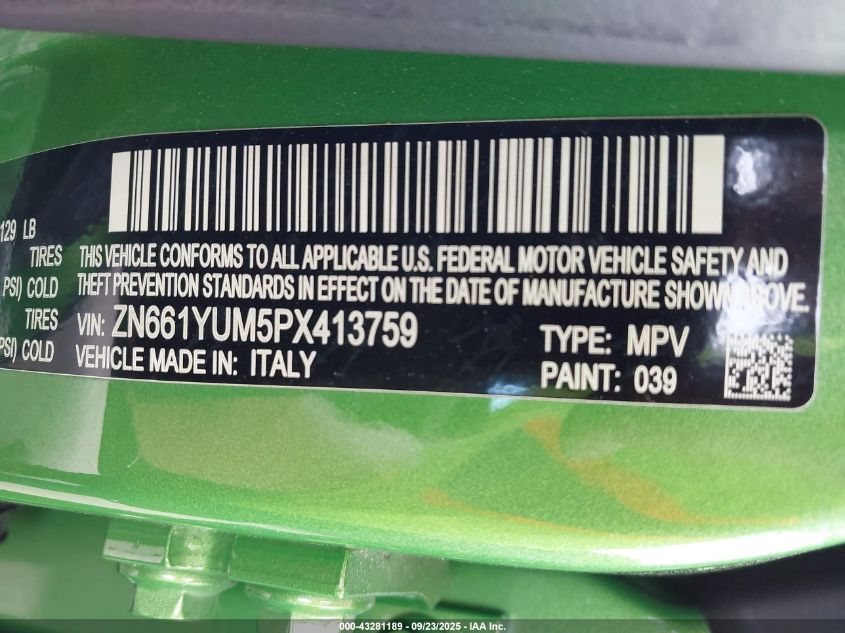 129 LB
TIRES
PSI) COLD
TIRES
PSI) COLD
THIS VEHICLE CONFORMS TO ALL APPLICABLE U.S. FEDERAL MOTOR VEHICLE SAFETY AND
THEFT PREVENTION STANDARDS IN EFFECT ON THE DATE OF MANUFACTURE SHOWN ABOVE.
VIN: ZN661YUM5PX413759
TYPE: MPV
VEHICLE MADE IN: ITALY
PAINT: 039
000-43281189 - 09/23/2025 - IAA Inc.